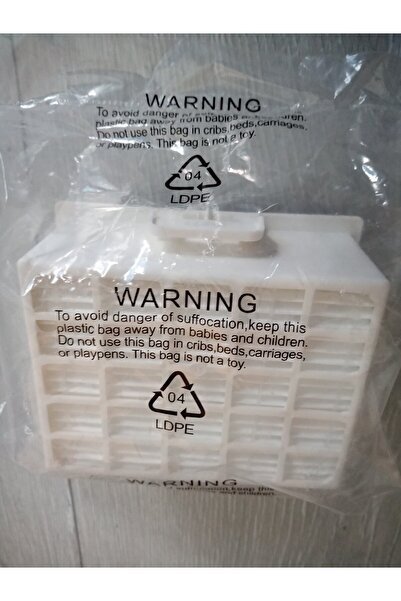 WARNING
To avoid danger of
plastic bag away from babies children.
Do not use this bag in cribs,beds,carriages,
or playpens. This bag is not a toy.
04
LDPE
WARNING
To avoid danger of suffocation,keep this
plastic bag away from babies and children.
Do not use this bag in cribs,beds,carriages,
or playpens. This bag is not a toy.
04
LDPE
WARNING
of suffocation,keep this
and children.